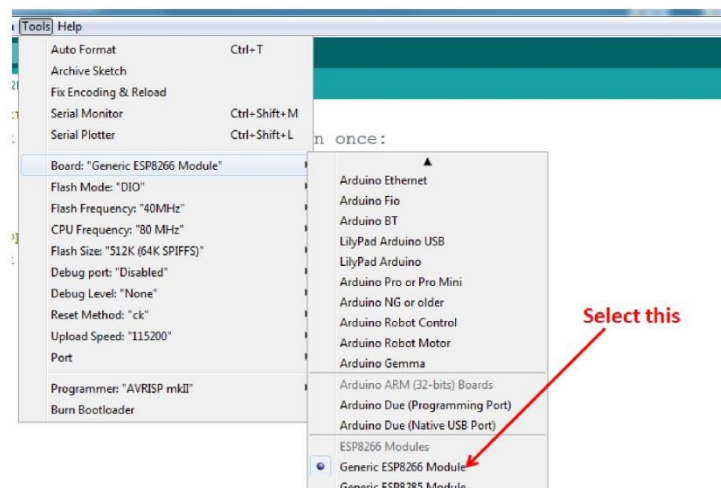 Tools Help
Auto Format Ctrl+T
Archive Sketch
Fix Encoding & Reload
Serial Monitor Ctrl+Shift+M
Serial Plotter Ctrl+Shift+L
n once:
Board: "Generic ESP8266 Module"
Flash Mode: "DIO"
Flash Frequency: "40MHz"
CPU Frequency: "80 MHz"
Flash Size: "512K (64K SPIFFS)"
Debug port: "Disabled"
Debug Level: "None"
Reset Method: "ck"
Upload Speed: "115200"
Port
Programmer: "AVRISP mkII"
Burn Bootloader
Arduino Ethernet
Arduino Fio
Arduino BT
LilyPad Arduino USB
LilyPad Arduino
Arduino Pro or Pro Mini
Arduino NG or older
Arduino Robot Control
Arduino Robot Motor
Arduino Gemma
Arduino ARM (32-bits) Boards
Arduino Due (Programming Port)
Arduino Due (Native USB Port)
ESP8266 Modules
Generic ESP8266 Module
Generic ESP8285 Module
Select this